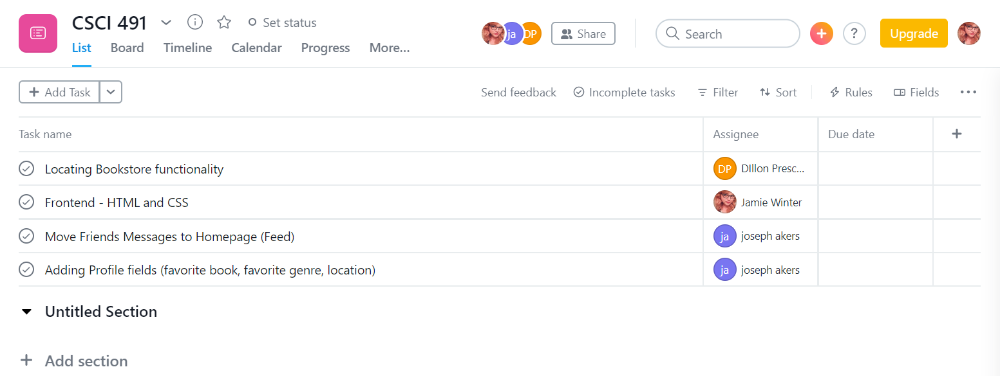 CSCI 491
Set status
List Board Timeline Calendar Progress More...
ja DP
Share
Search
?
Upgrade
Add Task
Send feedback Incomplete tasks Filter Sort Rules Fields
Task name Assignee Due date
Locating Bookstore functionality DP DIllon Presc...
Frontend - HTML and CSS Jamie Winter
Move Friends Messages to Homepage (Feed) ja joseph akers
Adding Profile fields (favorite book, favorite genre, location) ja joseph akers
Untitled Section
Add section